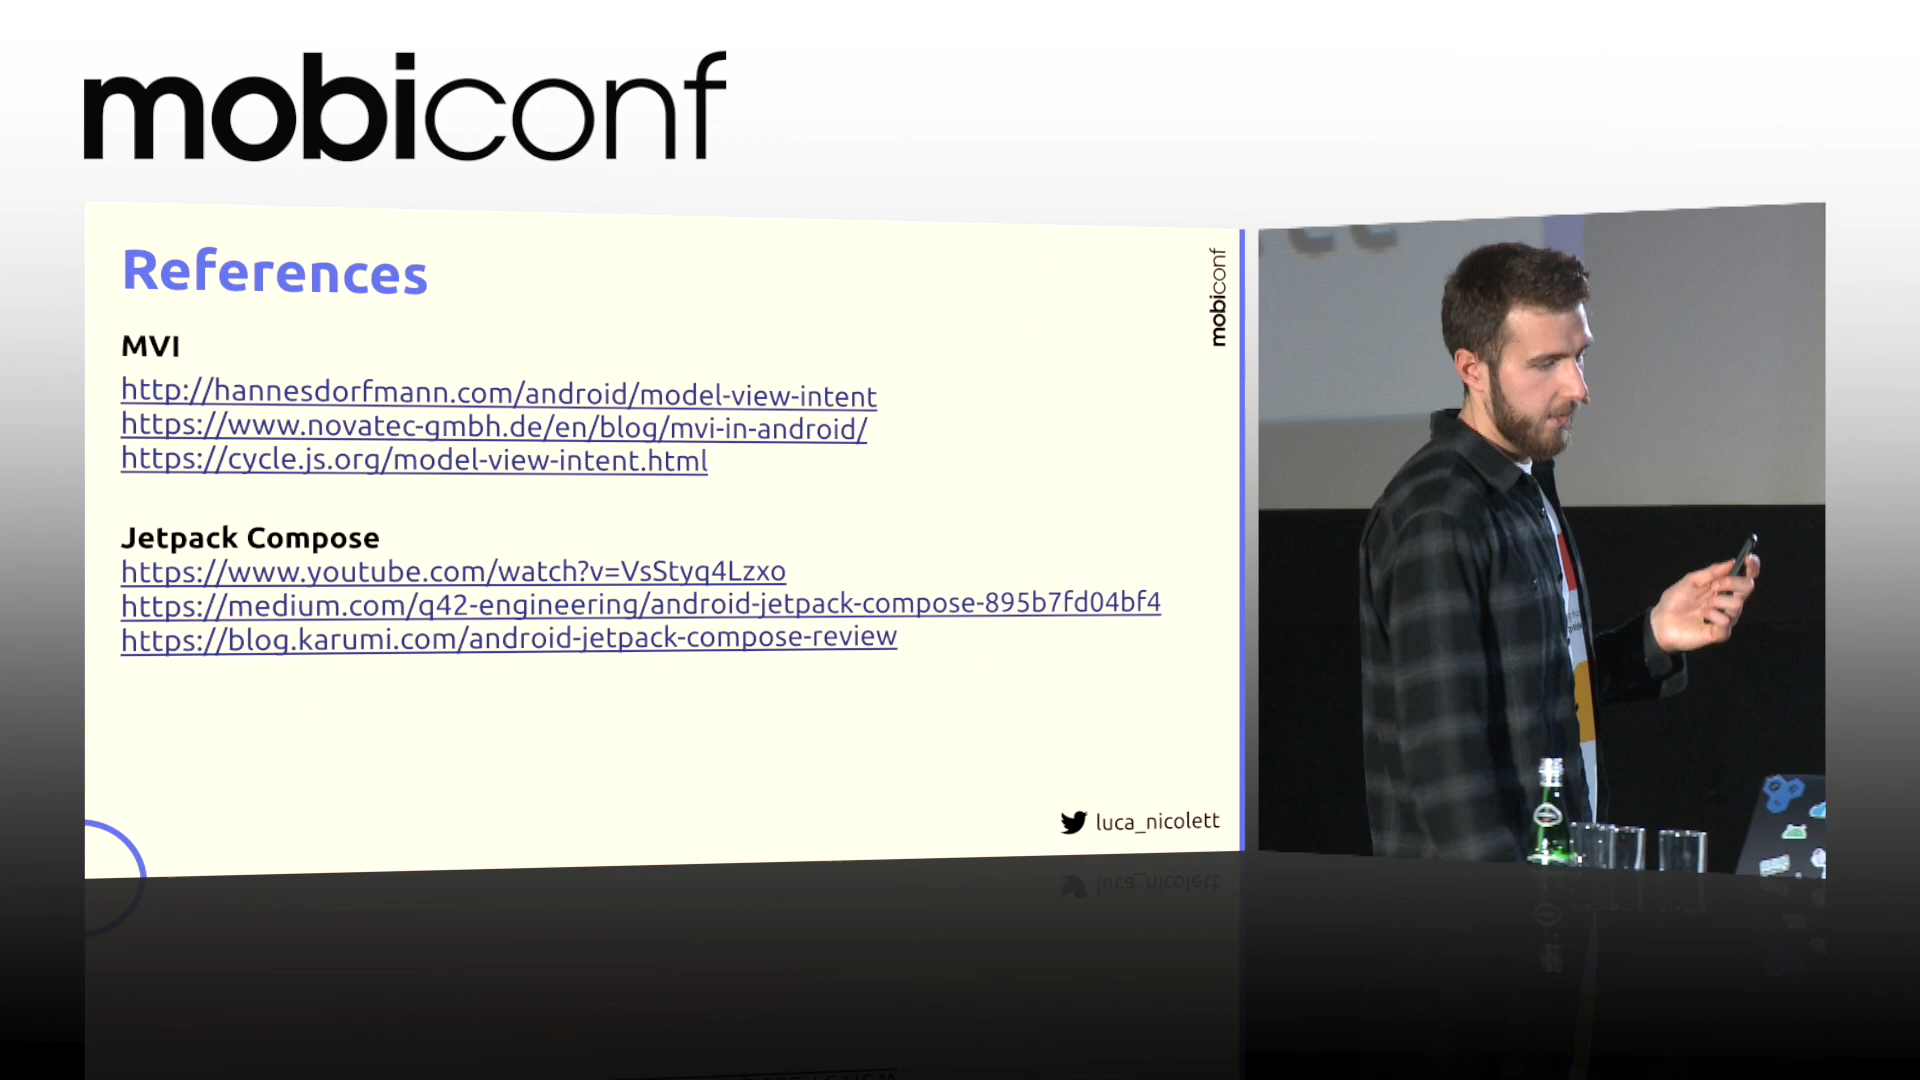 mobiconf
References
mobiconf
MVI
http://hannesdorfmann.com/android/model-view-intent
https://www.novatec-gmbh.de/en/blog/mvi-in-android/
https://cycle.js.org/model-view-intent.html
Jetpack Compose
https://www.youtube.com/watch?v=VsStyq4Lzxo
https://medium.com/q42-engineering/android-jetpack-compose-895b7fd04bf4
https://blog.karumi.com/android-jetpack-compose-review
luca_nicolett